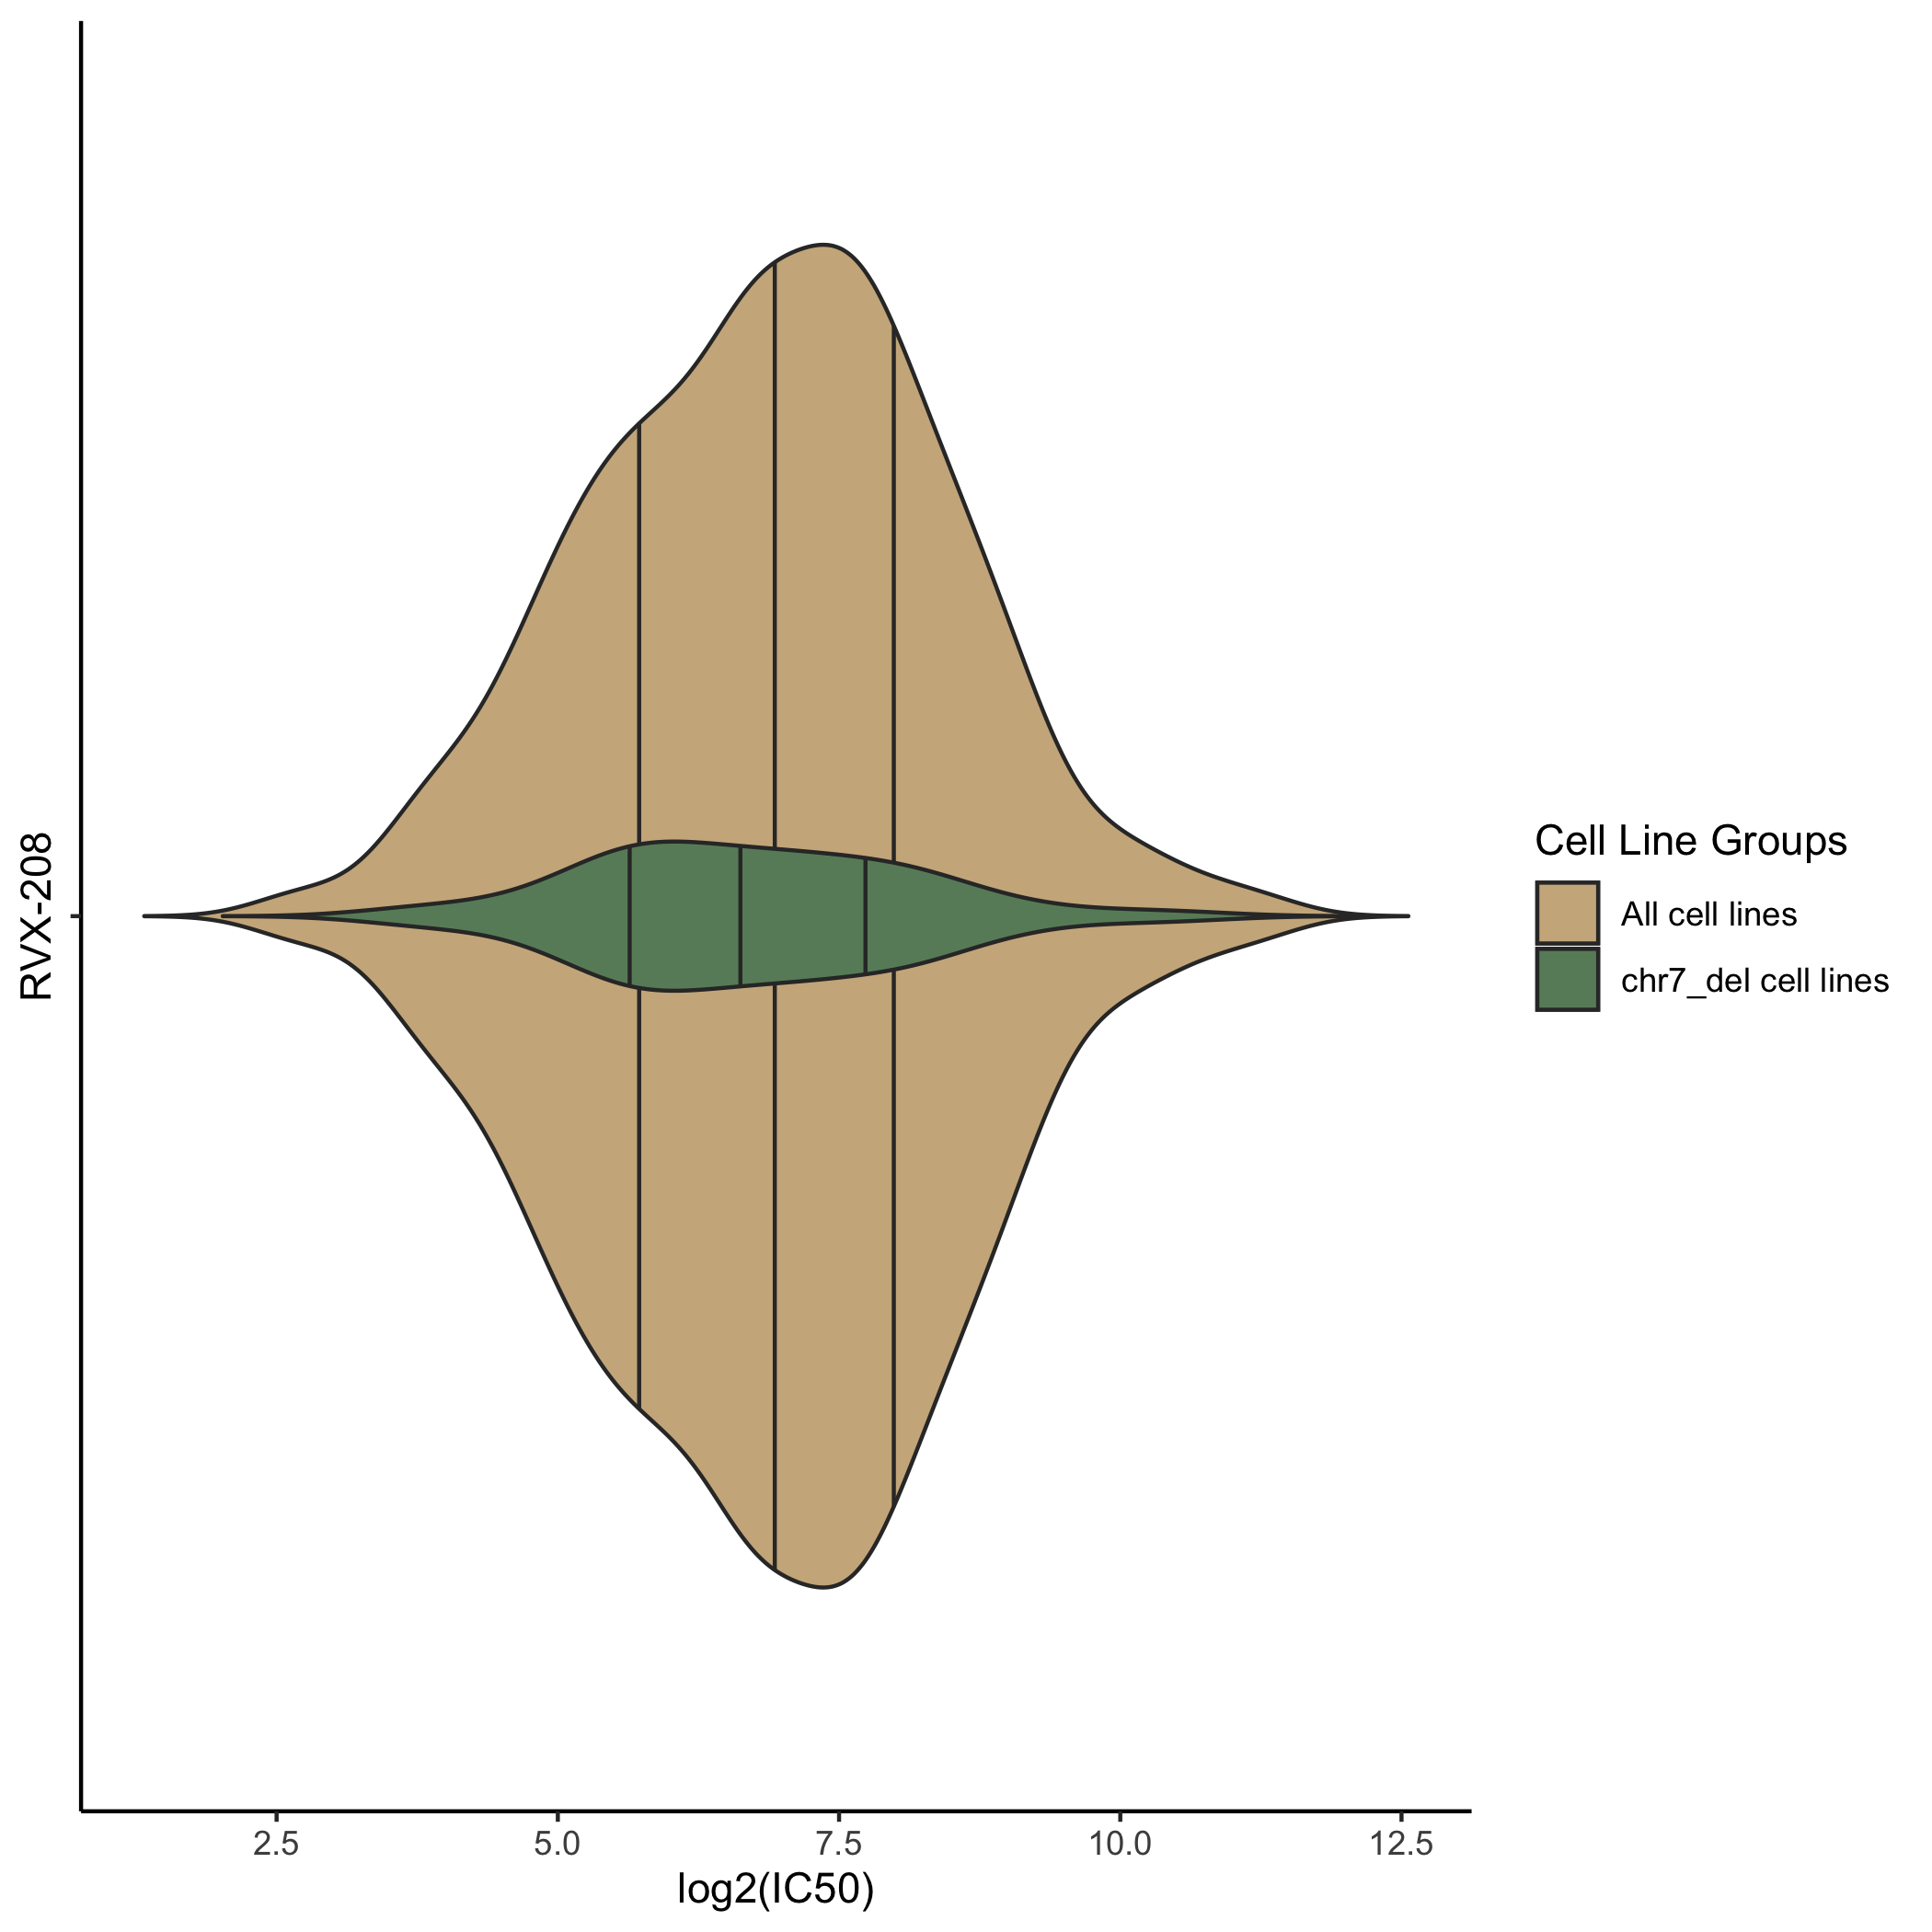 RVX-208
2.5
5.0
7.5
10.0
12.5
log2(IC50)
Cell Line Groups
All cell lines
chr7_del cell lines